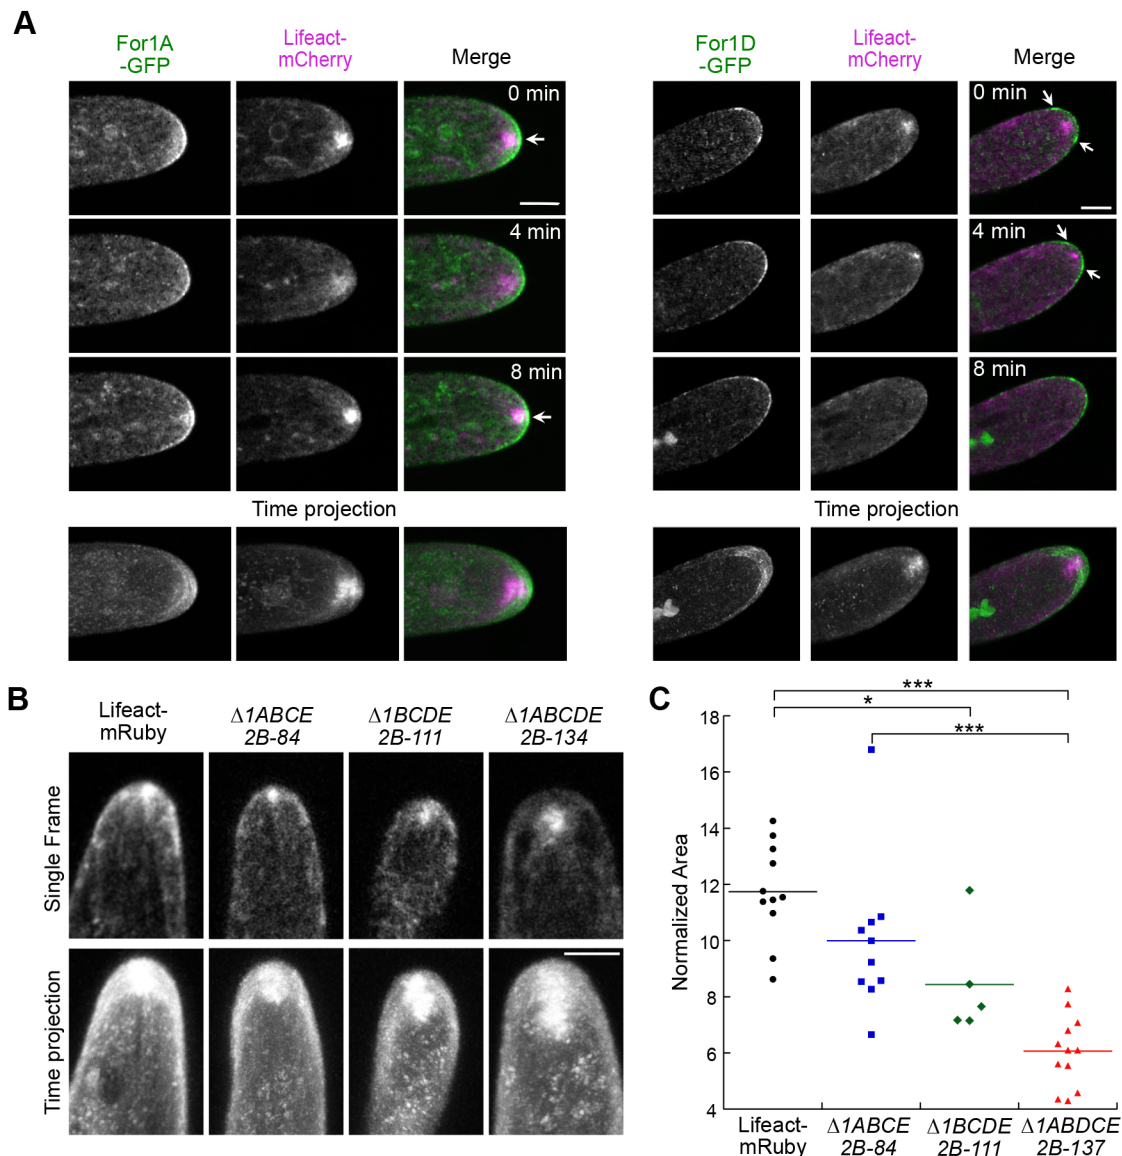 A
For1A
-GFP
Lifeact-
mCherry
Merge
For1D
-GFP
Lifeact-
mCherry
Merge
0 min
0 min
4 min
4 min
8 min
8 min
Time projection
Time projection
B
Lifeact-
mRuby
Δ1ABCE
2B-84
Δ1BCDE
2B-111
Δ1ABCDE
2B-134
Single Frame
Time projection
C
***
*
***
Normalized Area
18
16
14
12
10
8
6
4
Lifeact-
mRuby
Δ1ABCE
2B-84
Δ1BCDE
2B-111
Δ1ABDCE
2B-137